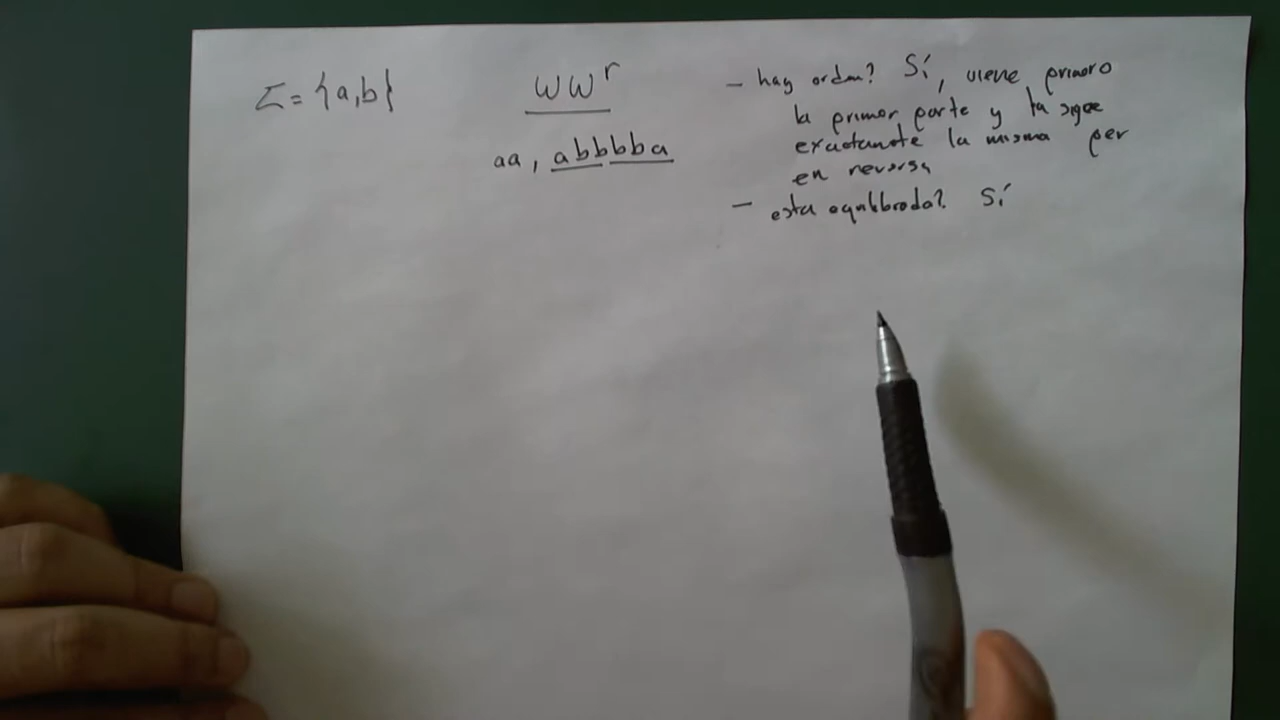 Σ = {a,b}
w w^r
aa, abbbba
- hay orden? Sí, viene primero
la primer parte y la sigue
exactamente la misma per
en reversa
- esta equilibrado? Sí